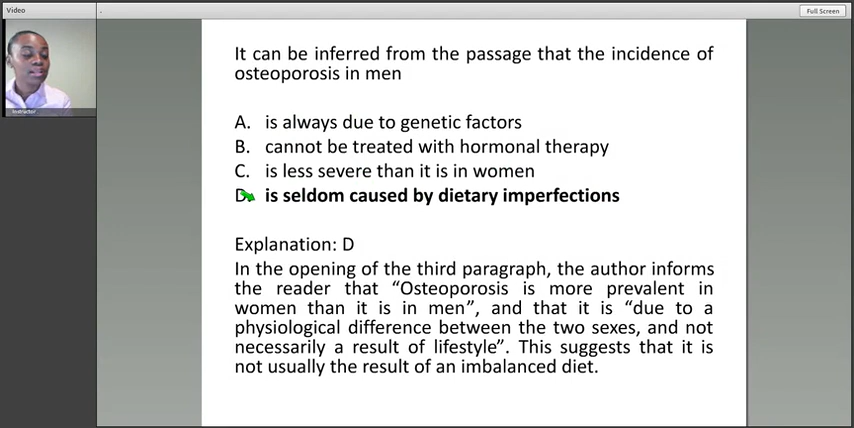 Video
Full Screen
Instructor
It can be inferred from the passage that the incidence of
osteoporosis in men
A. is always due to genetic factors
B. cannot be treated with hormonal therapy
C. is less severe than it is in women
D. is seldom caused by dietary imperfections
Explanation: D
In the opening of the third paragraph, the author informs
the reader that “Osteoporosis is more prevalent in
women than it is in men”, and that it is “due to a
physiological difference between the two sexes, and not
necessarily a result of lifestyle”. This suggests that it is
not usually the result of an imbalanced diet.